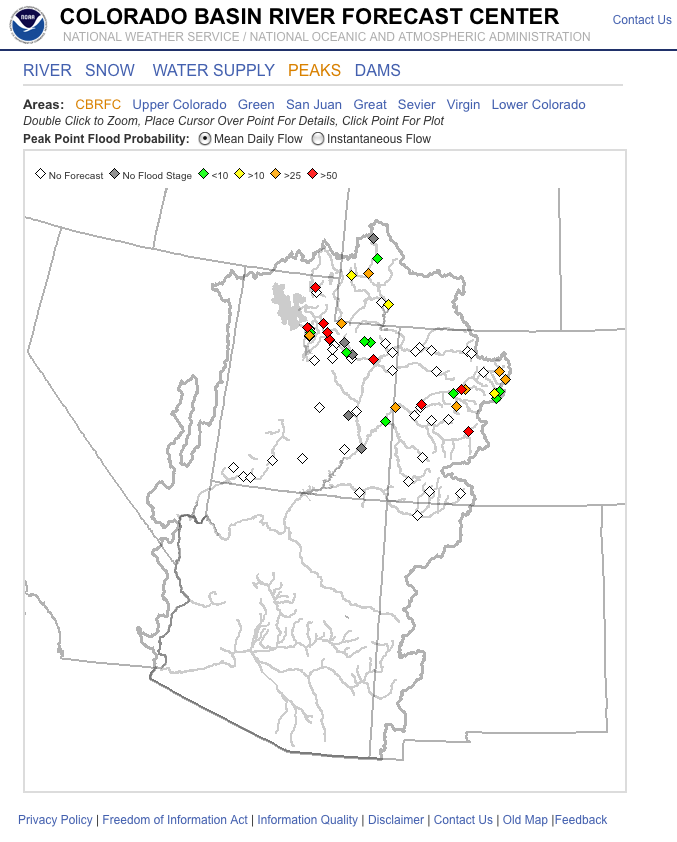 NOAA
COLORADO BASIN RIVER FORECAST CENTER
NATIONAL WEATHER SERVICE / NATIONAL OCEANIC AND ATMOSPHERIC ADMINISTRATION
Contact Us
RIVER SNOW WATER SUPPLY PEAKS DAMS
Areas: CBRFC Upper Colorado Green San Juan Great Sevier Virgin Lower Colorado
Double Click to Zoom, Place Cursor Over Point For Details, Click Point For Plot
Peak Point Flood Probability: Mean Daily Flow Instantaneous Flow
No Forecast No Flood Stage <10 >10 >25 >50
Privacy Policy | Freedom of Information Act | Information Quality | Disclaimer | Contact Us | Old Map |Feedback